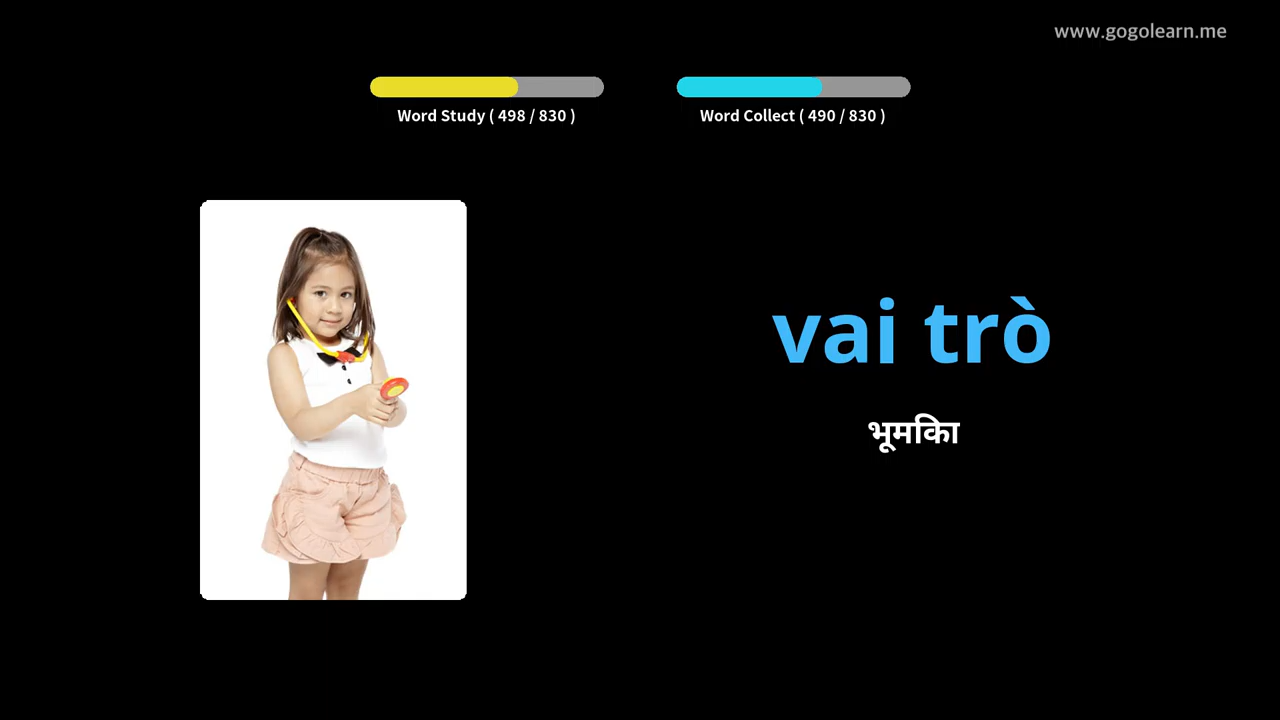 www.gogolearn.me
Word Study ( 498 / 830 )
Word Collect ( 490 / 830 )
vai trò
भूमिका